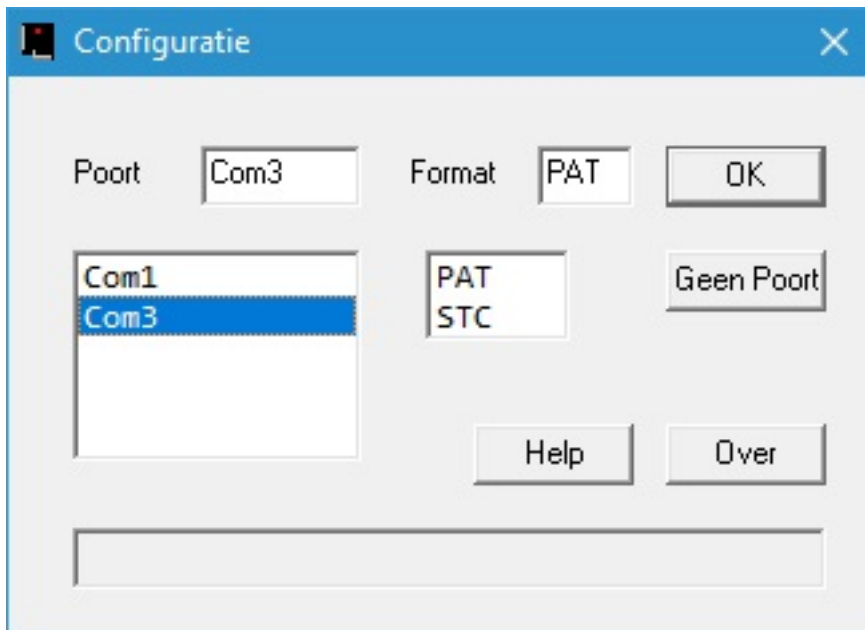 Configuratie
Poort Com3 Format PAT OK
Com1 PAT Geen Poort
Com3 STC
Help Over